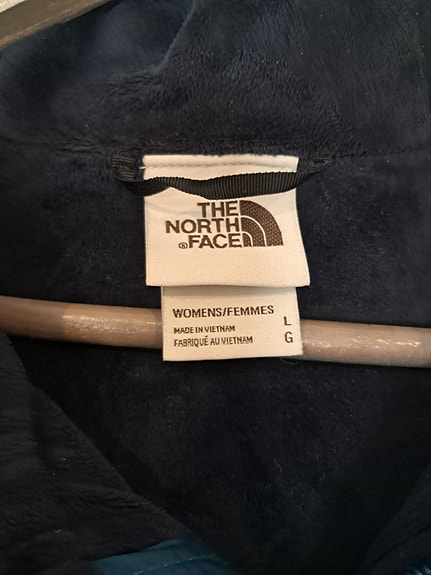 THE
NORTH
® FACE
WOMENS/FEMMES
MADE IN VIETNAM
FABRIQUÉ AU VIETNAM
L
G